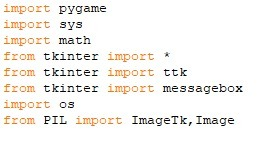 import pygame
import sys
import math
from tkinter import *
from tkinter import ttk
from tkinter import messagebox
import os
from PIL import ImageTk,Image